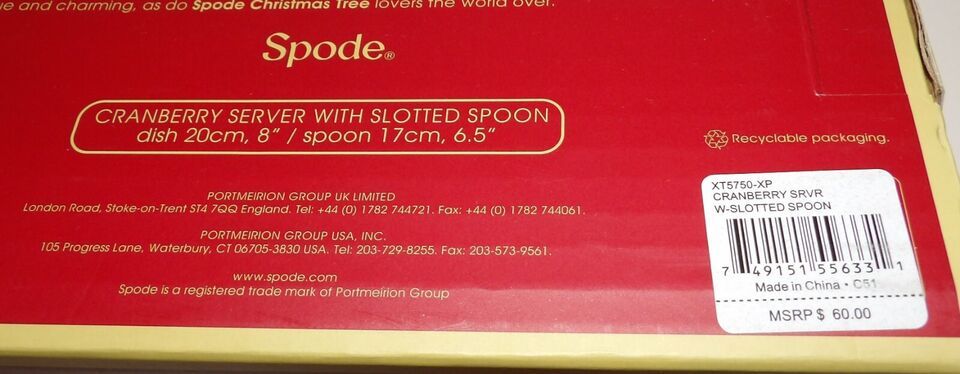 and charming, as do Spode Christmas Tree lovers the world over.
Spode®
CRANBERRY SERVER WITH SLOTTED SPOON
dish 20cm, 8" / spoon 17cm, 6.5"
Recyclable packaging.
PORTMEIRION GROUP UK LIMITED
London Road, Stoke-on-Trent ST4 7QQ England. Tel: +44 (0) 1782 744721. Fax: +44 (0) 1782 744061.
PORTMEIRION GROUP USA, INC.
105 Progress Lane, Waterbury, CT 06705-3830 USA. Tel: 203-729-8255. Fax: 203-573-9561.
www.spode.com
Spode is a registered trade mark of Portmeirion Group
XT5750-XP
CRANBERRY SRVR
W-SLOTTED SPOON
7 49151 55633 1
Made in China • C51
MSRP $ 60.00